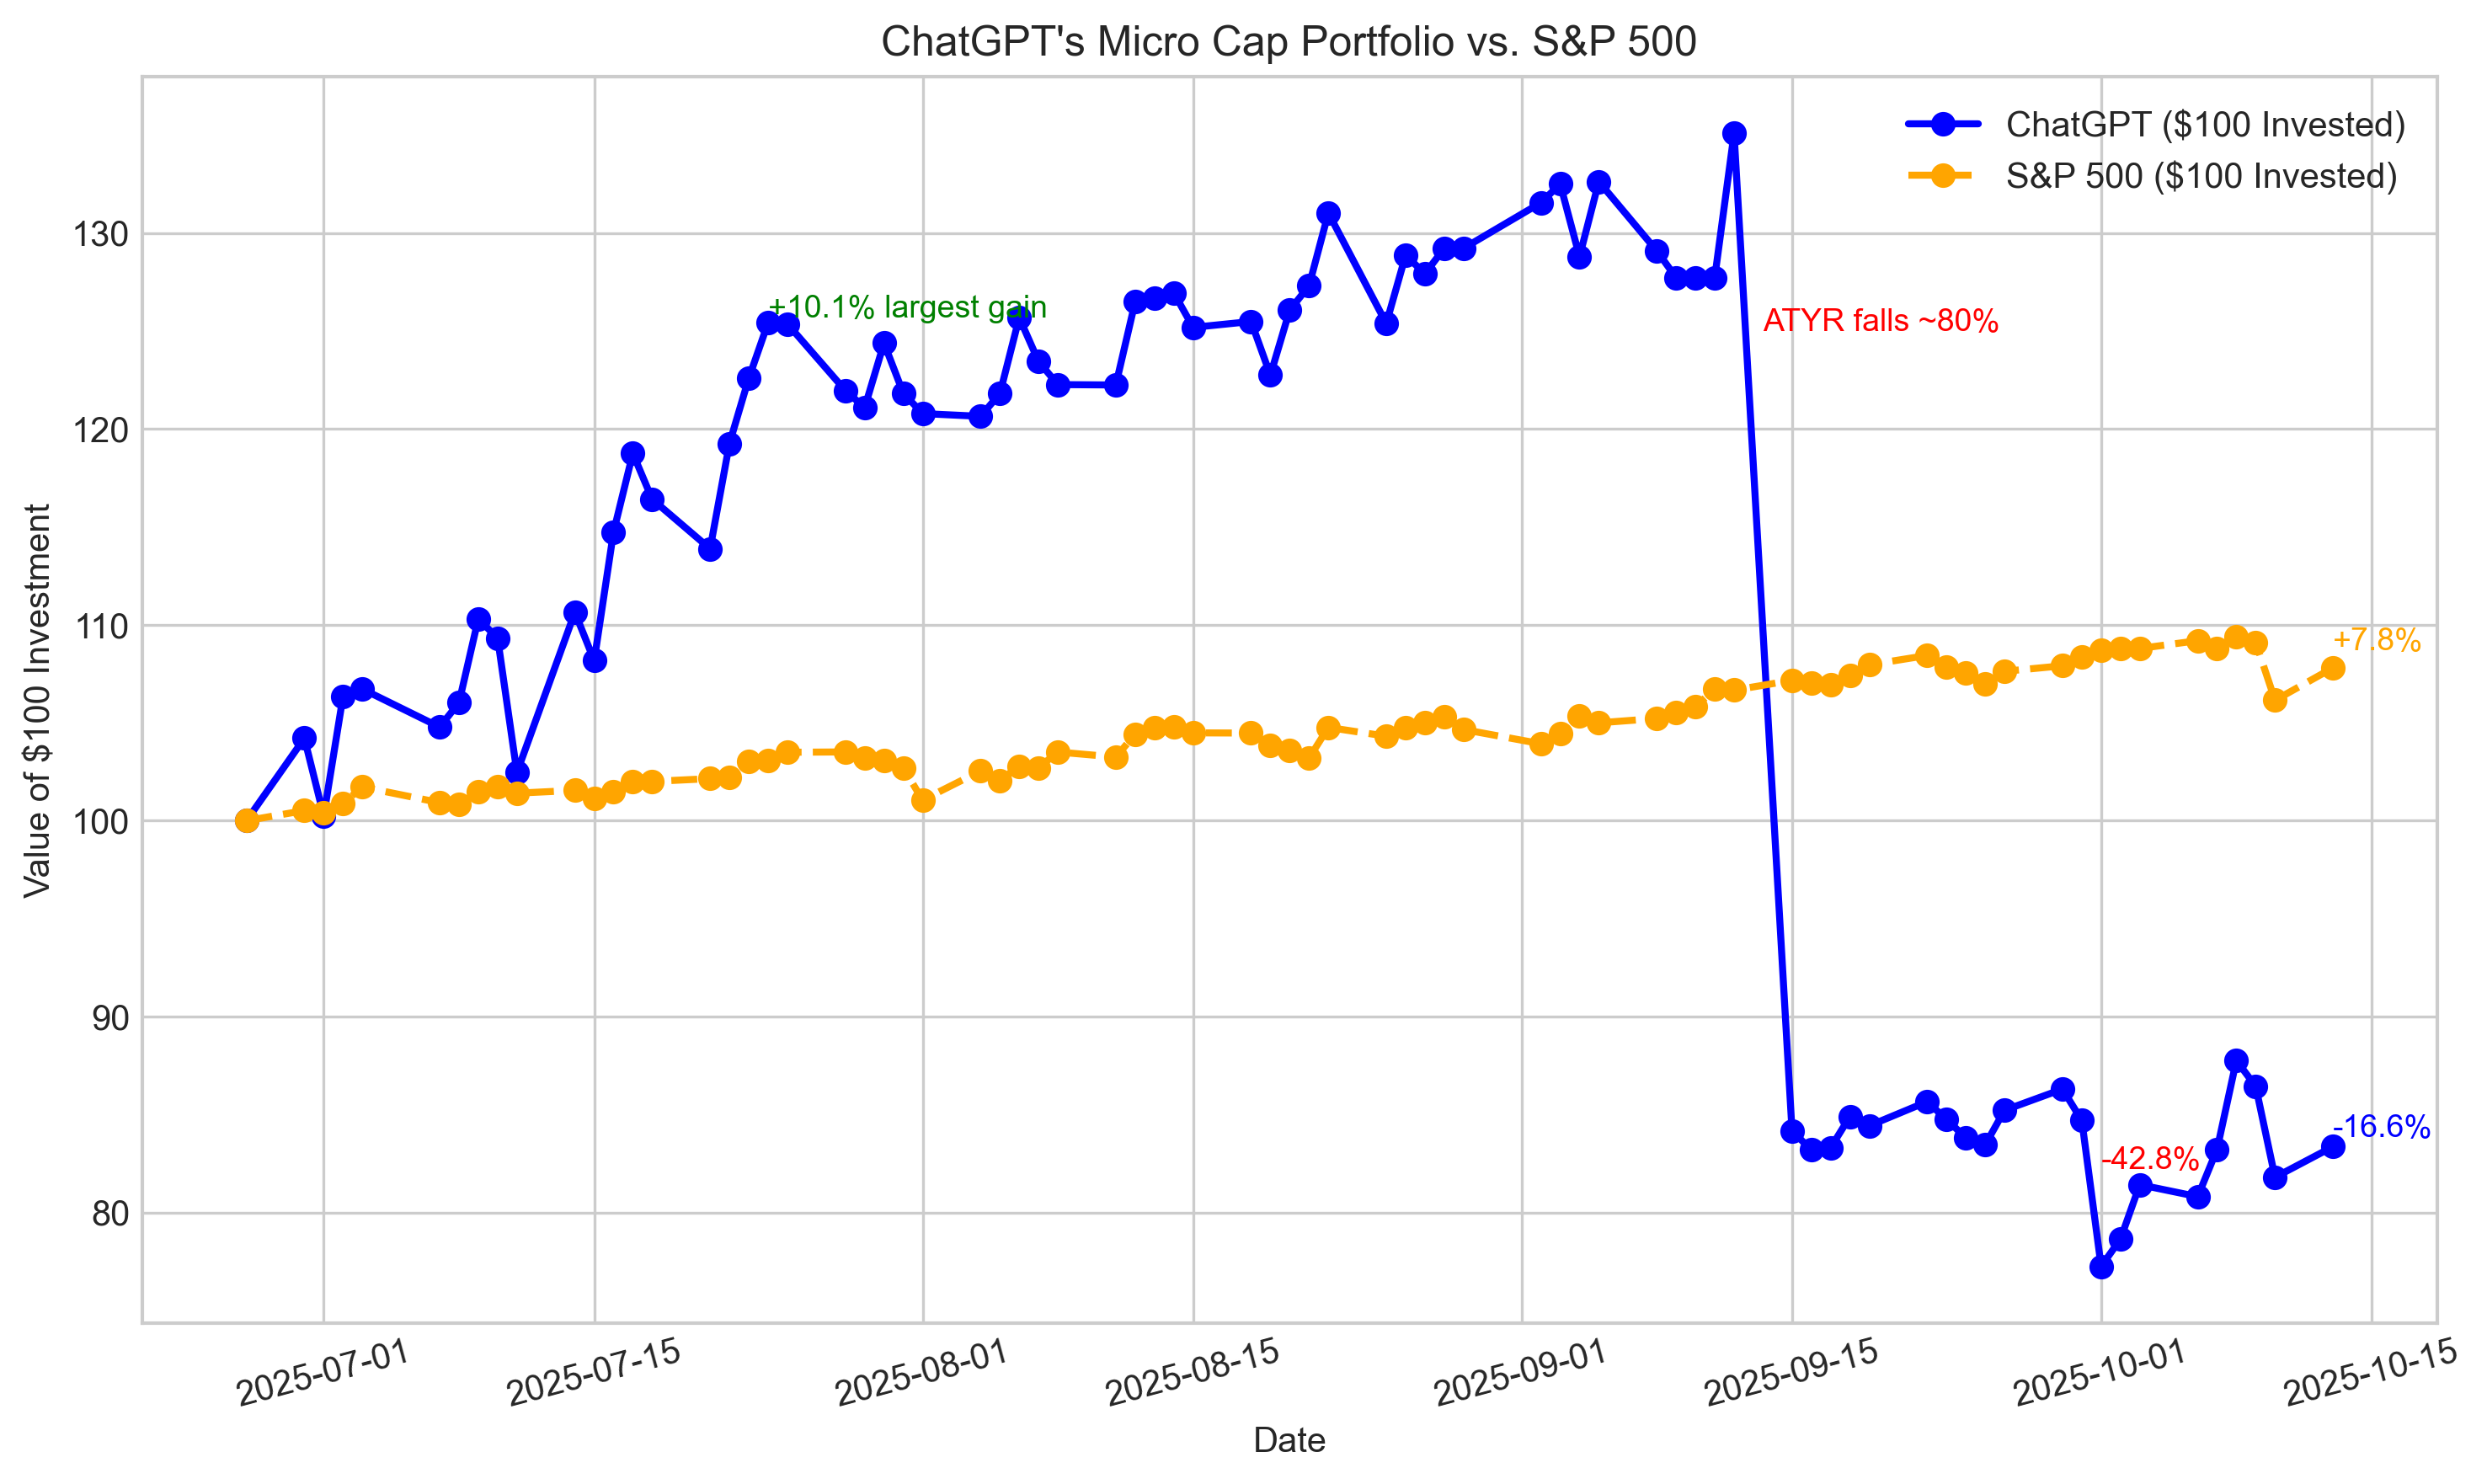 ChatGPT's Micro Cap Portfolio vs. S&P 500
ChatGPT ($100 Invested)
S&P 500 ($100 Invested)
Value of $100 Investment
130
120
110
100
90
80
+10.1% largest gain
ATYR falls ~80%
+7.8%
-16.6%
-42.8%
2025-07-01
2025-07-15
2025-08-01
2025-08-15
2025-09-01
2025-09-15
2025-10-01
2025-10-15
Date